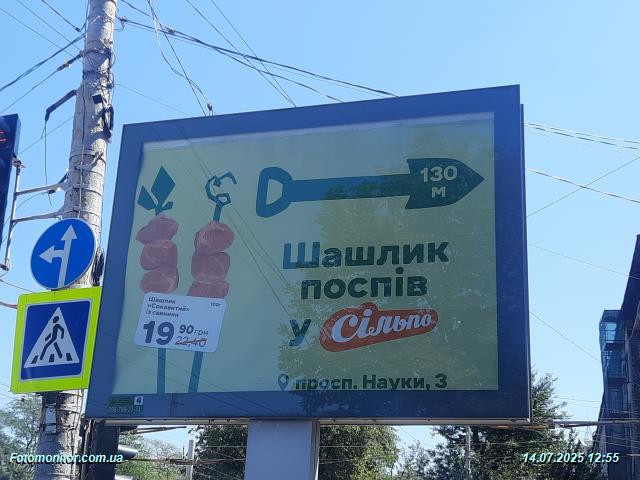 130
м
Шашлик
поспів
у Сільпо
просп. Науки, 3
Шашлик
«Соковитий»
із свинини
100г
19 90 грн
22,40
Fotomonitor.com.ua
14.07.2025 12:55